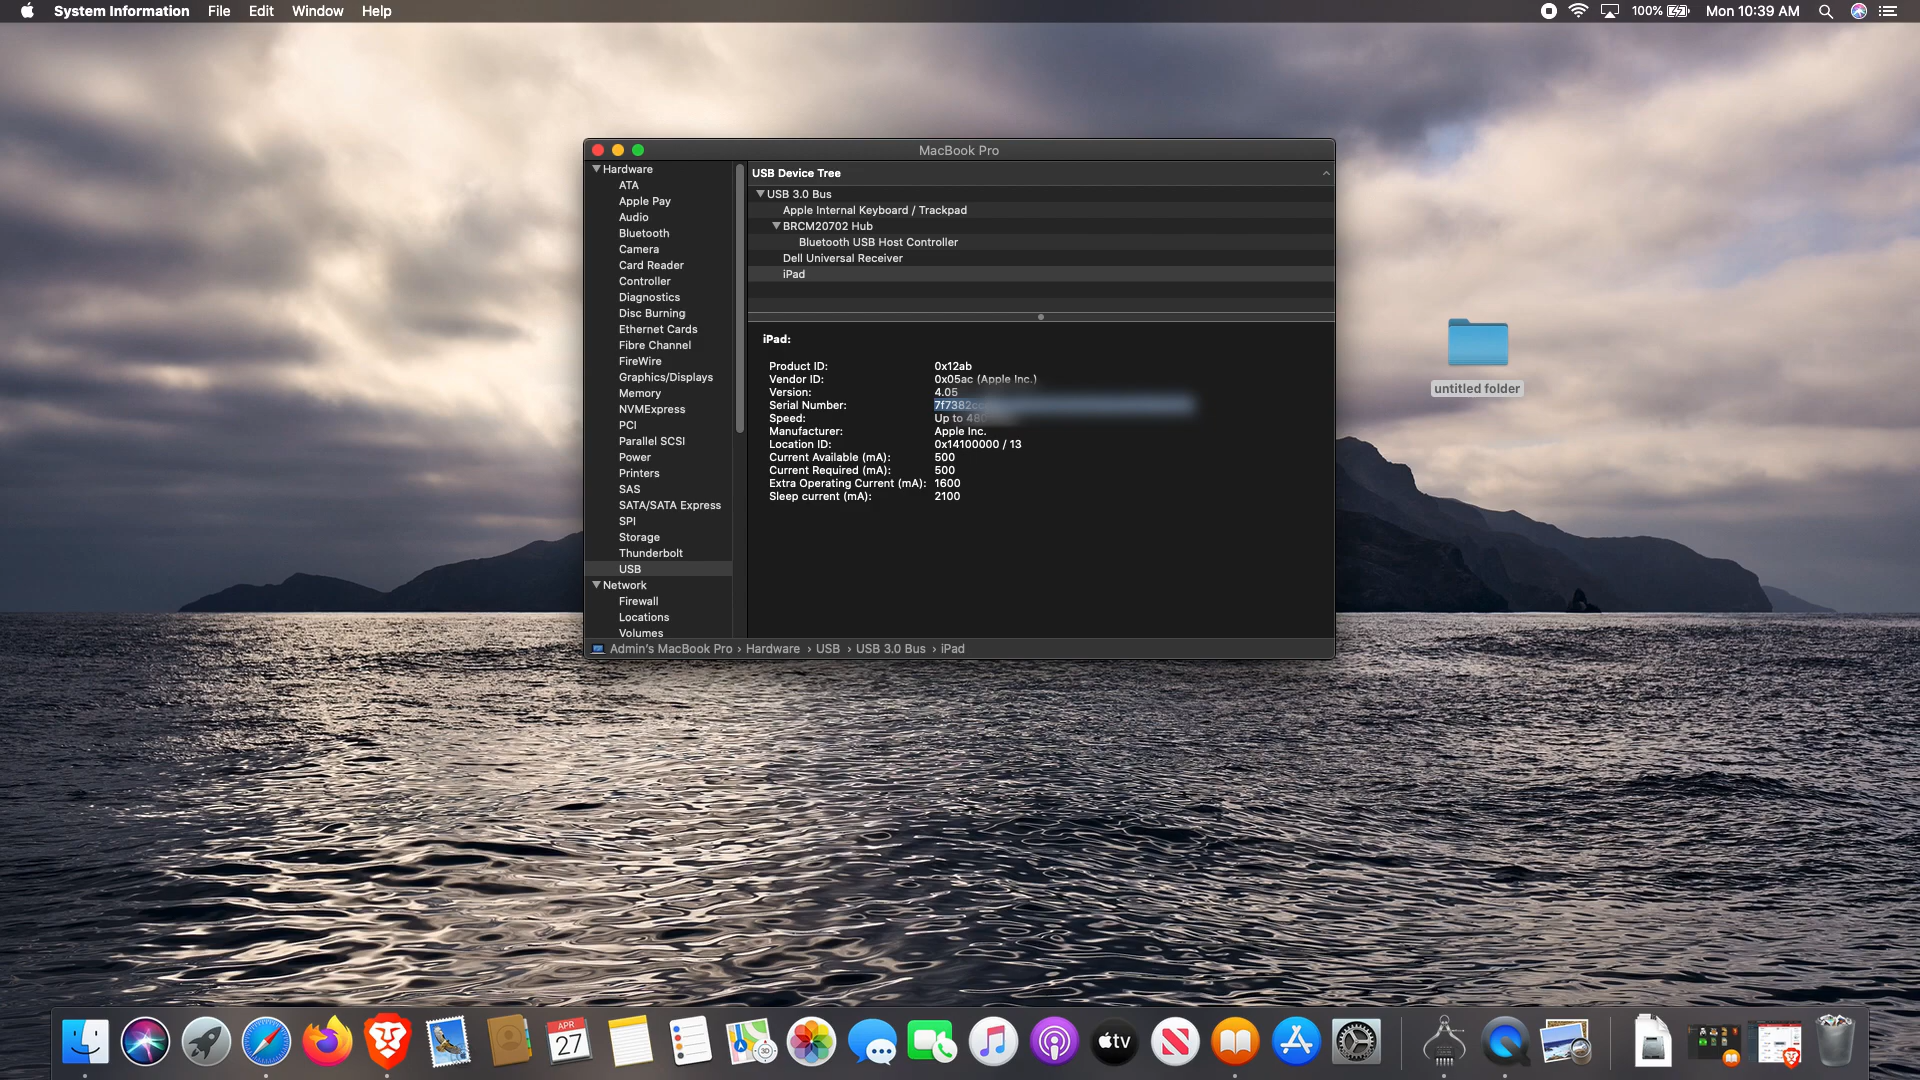 System Information File Edit Window Help
100% Mon 10:39 AM
MacBook Pro
Hardware
ATA
Apple Pay
Audio
Bluetooth
Camera
Card Reader
Controller
Diagnostics
Disc Burning
Ethernet Cards
Fibre Channel
FireWire
Graphics/Displays
Memory
NVMExpress
PCI
Parallel SCSI
Power
Printers
SAS
SATA/SATA Express
SPI
Storage
Thunderbolt
USB
Network
Firewall
Locations
Volumes
USB Device Tree
USB 3.0 Bus
Apple Internal Keyboard / Trackpad
BRCM20702 Hub
Bluetooth USB Host Controller
Dell Universal Receiver
iPad
iPad:
Product ID: 0x12ab
Vendor ID: 0x05ac (Apple Inc.)
Version: 4.05
Serial Number:
Speed: Up to
Manufacturer: Apple Inc.
Location ID: 0x14100000 / 13
Current Available (mA): 500
Current Required (mA): 500
Extra Operating Current (mA): 1600
Sleep current (mA): 2100
Admin's MacBook Pro › Hardware › USB › USB 3.0 Bus › iPad
untitled folder
APR
27
3D
tv